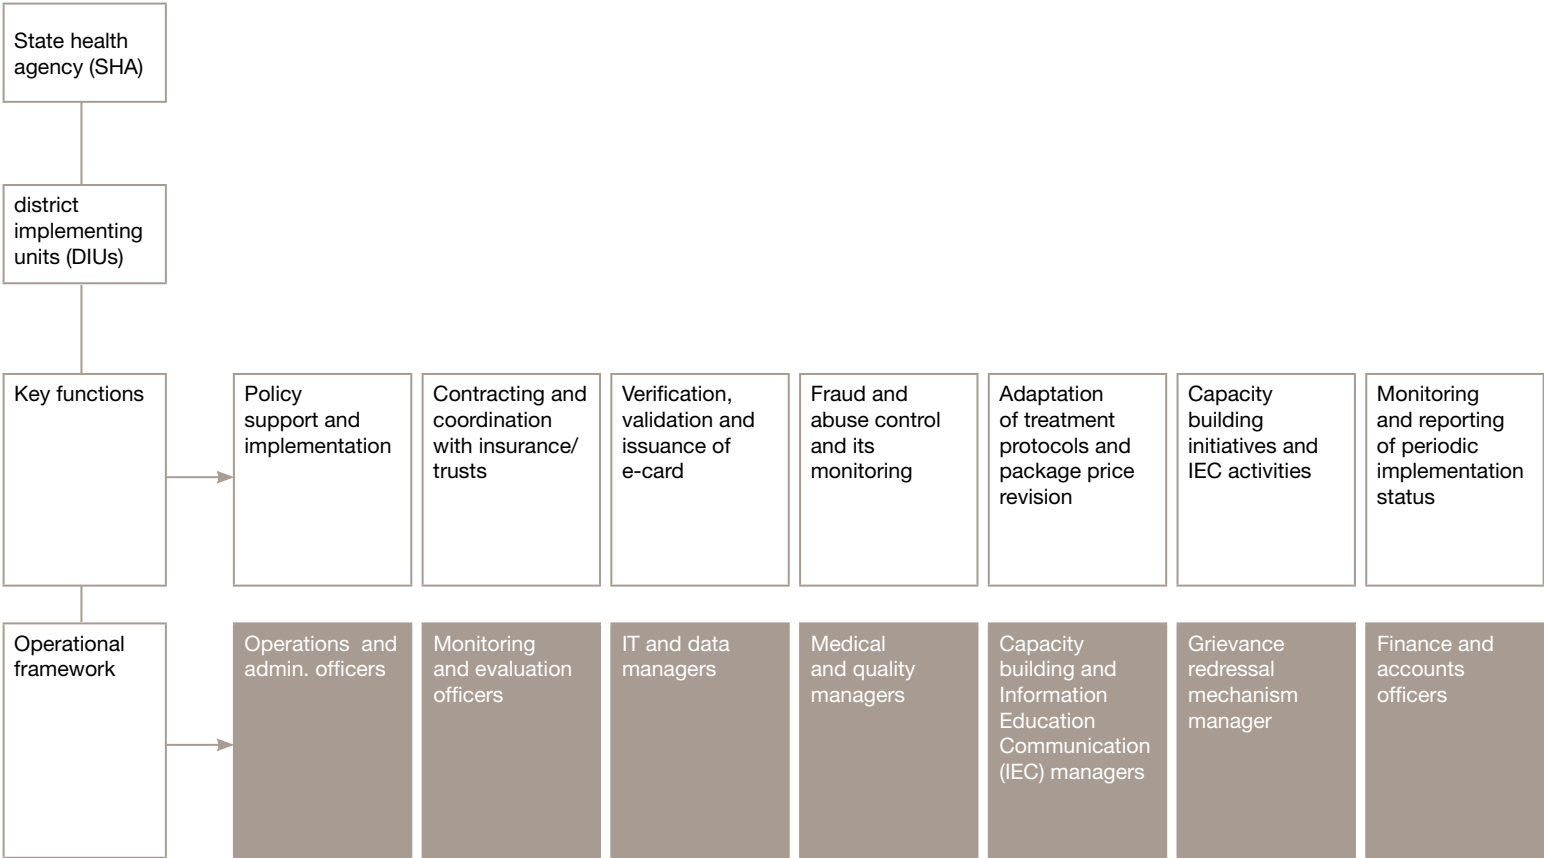 State health
agency (SHA)
district
implementing
units (DIUs)
Key functions
Policy
support and
implementation
Contracting and
coordination
with insurance/
trusts
Verification,
validation and
issuance of
e-card
Fraud and
abuse control
and its
monitoring
Adaptation
of treatment
protocols and
package price
revision
Capacity
building
initiatives and
IEC activities
Monitoring
and reporting
of periodic
implementation
status
Operational
framework
Operations and
admin. officers
Monitoring
and evaluation
officers
IT and data
managers
Medical
and quality
managers
Capacity
building and
Information
Education
Communication
(IEC) managers
Grievance
redressal
mechanism
manager
Finance and
accounts
officers